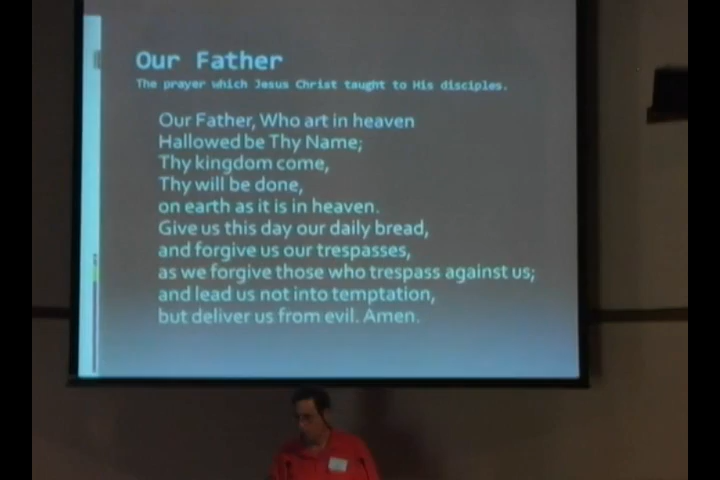 Our Father
The prayer which Jesus Christ taught to His disciples.
Our Father, Who art in heaven
Hallowed be Thy Name;
Thy kingdom come,
Thy will be done,
on earth as it is in heaven.
Give us this day our daily bread,
and forgive us our trespasses,
as we forgive those who trespass against us;
and lead us not into temptation,
but deliver us from evil. Amen.